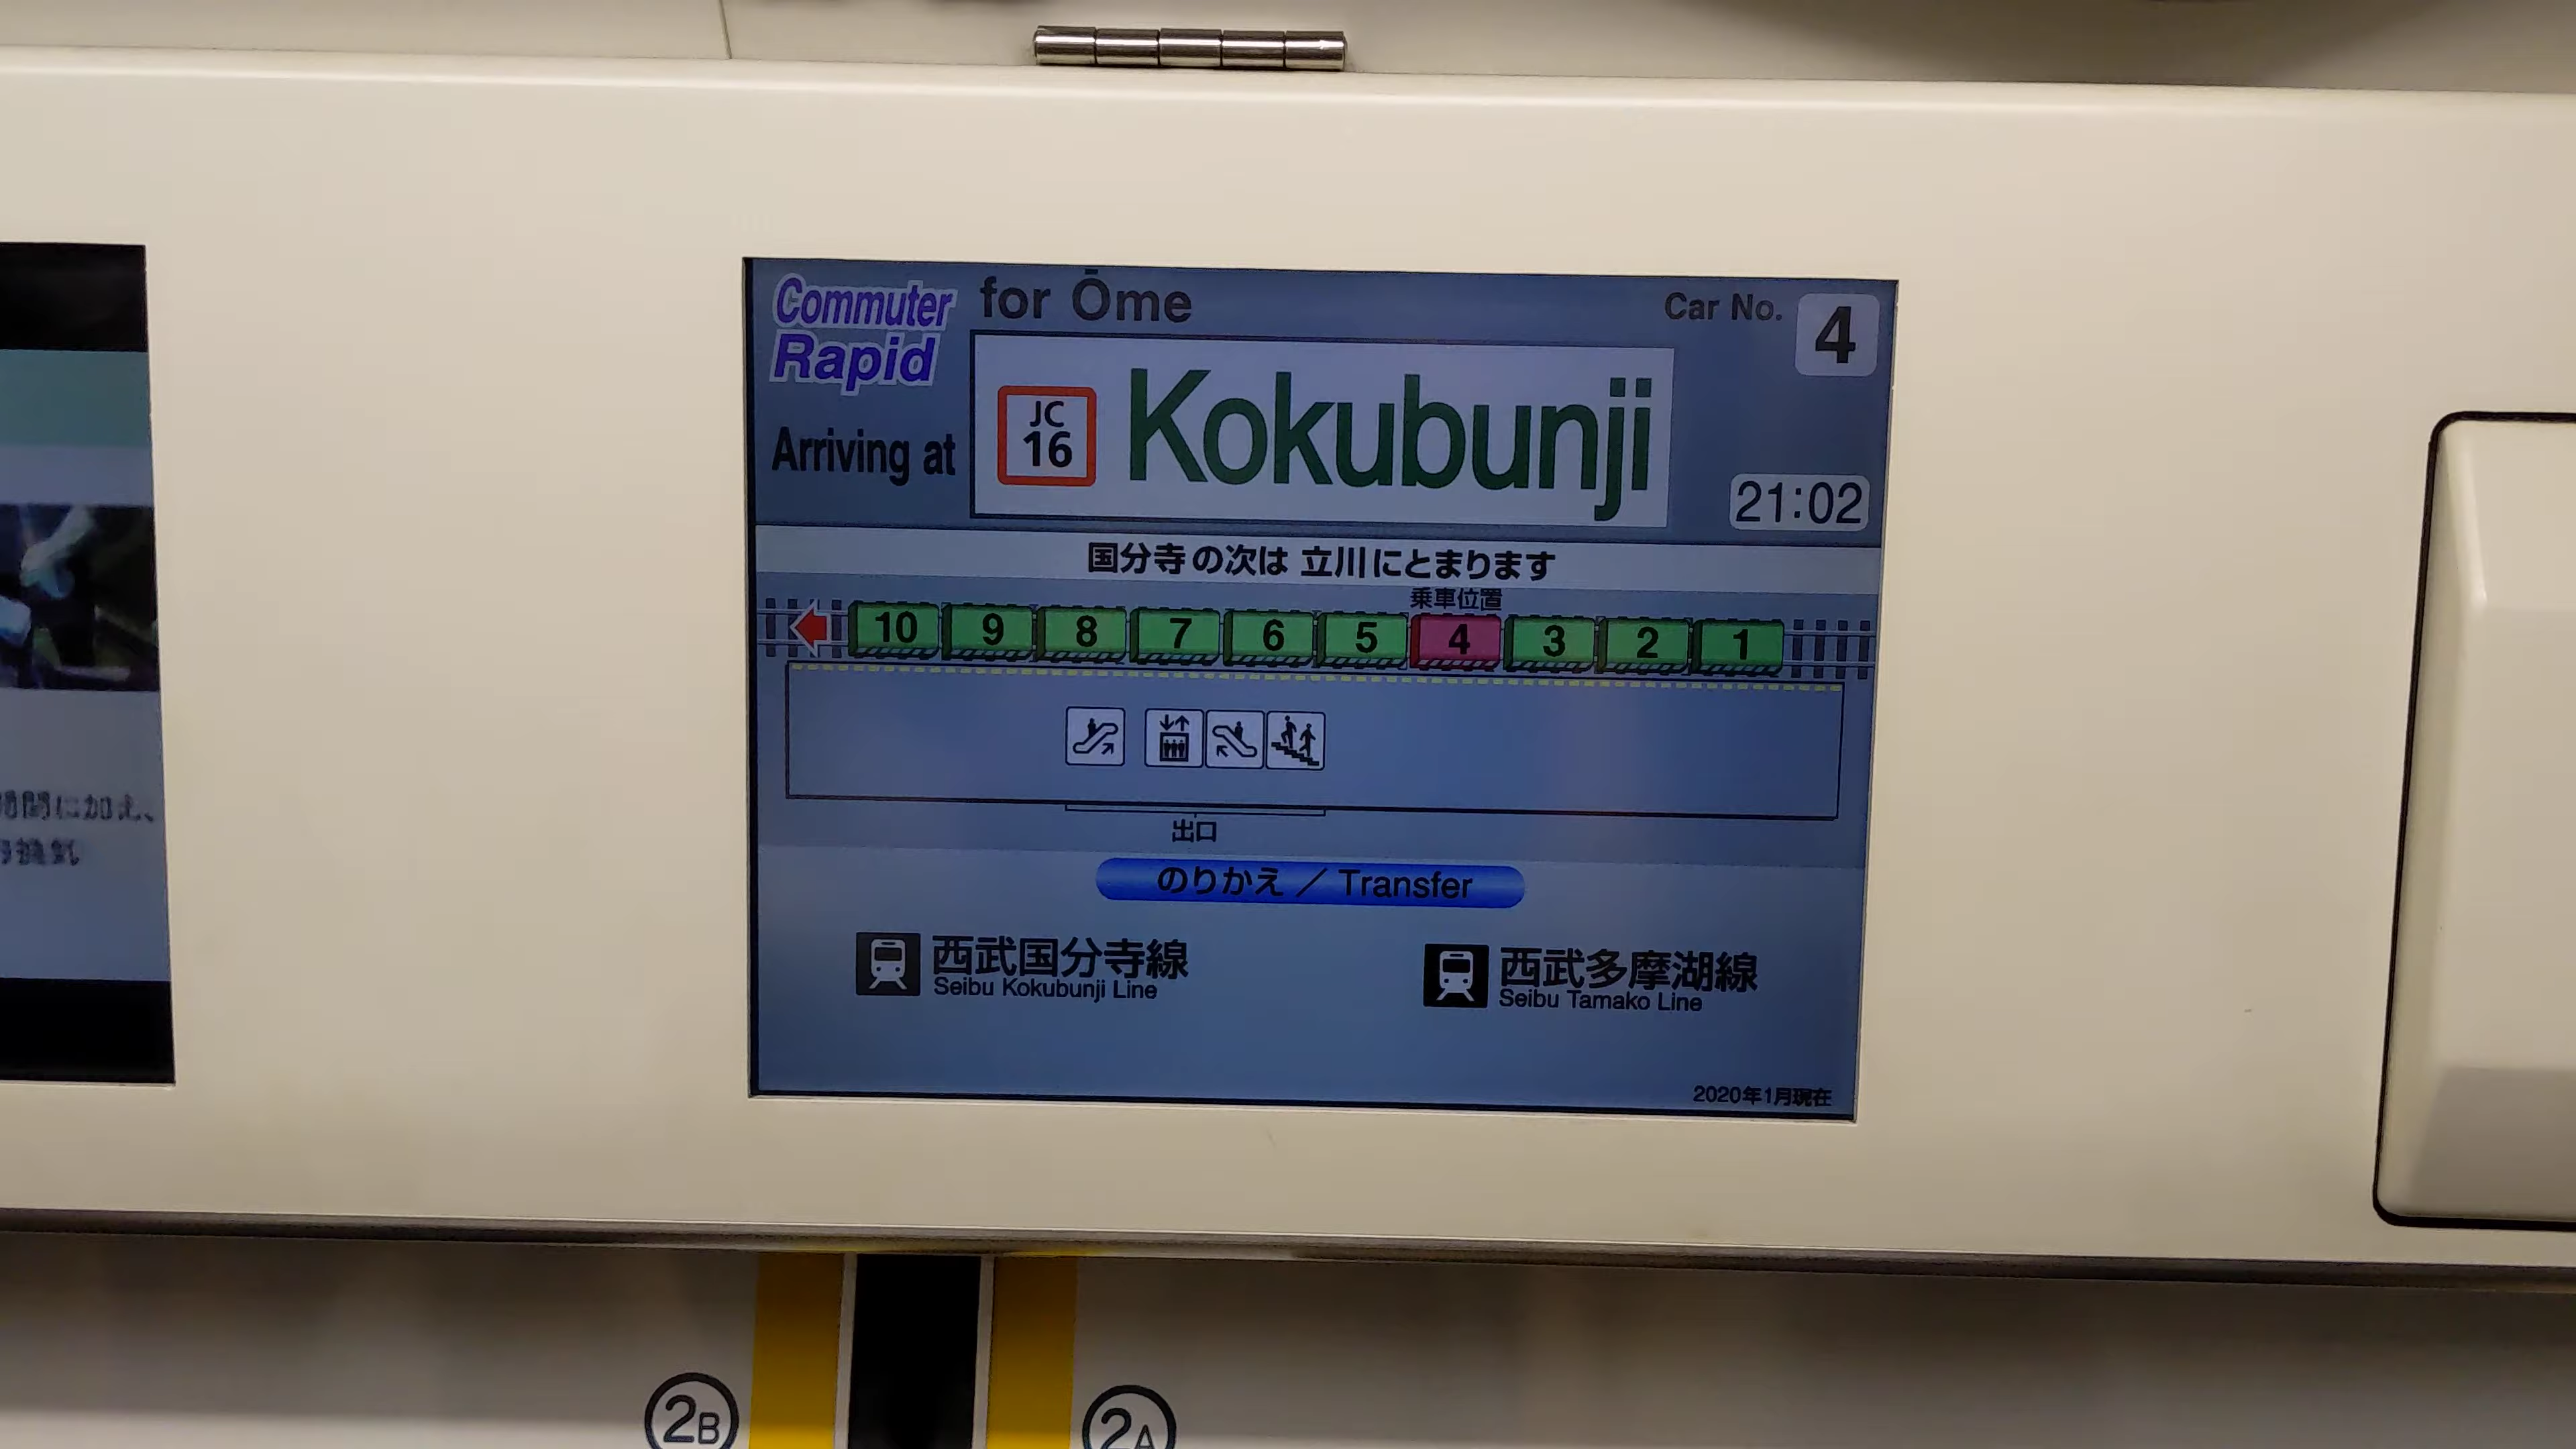 Commuter
Rapid
for Ōme
Car No. 4
Arriving at
JC
16
Kokubunji
21:02
国分寺の次は 立川にとまります
乗車位置
10 9 8 7 6 5 4 3 2 1
出口
のりかえ / Transfer
西武国分寺線
Seibu Kokubunji Line
西武多摩湖線
Seibu Tamako Line
2020年1月現在
に加え、
2B
2A